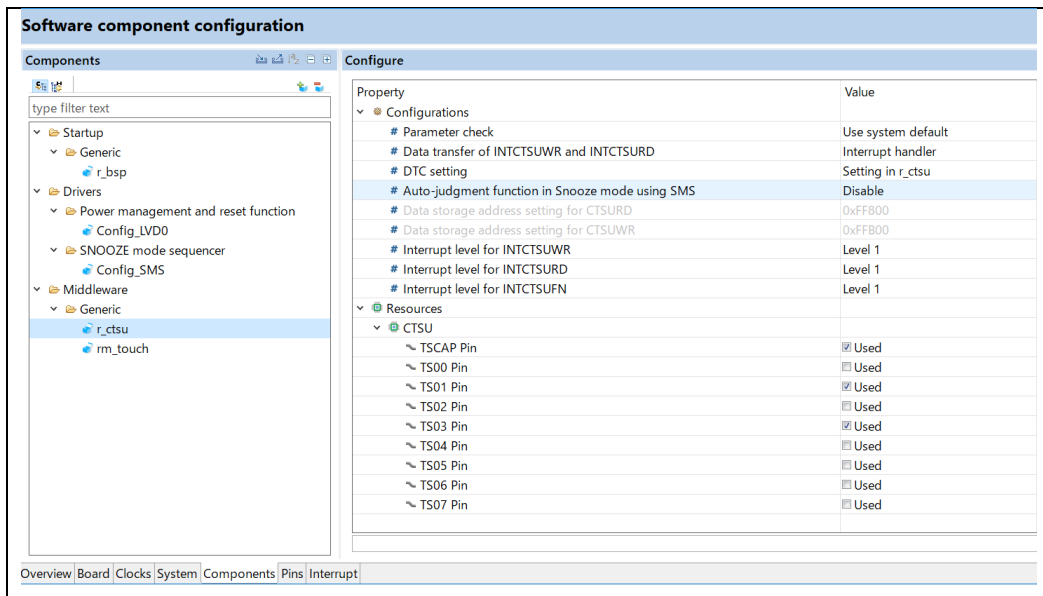 Software component configuration
Components
type filter text
Startup
Generic
r_bsp
Drivers
Power management and reset function
Config_LVD0
SNOOZE mode sequencer
Config_SMS
Middleware
Generic
r_ctsu
rm_touch
Configure
Property Value
Configurations
# Parameter check Use system default
# Data transfer of INTCTSUWR and INTCTSURD Interrupt handler
# DTC setting Setting in r_ctsu
# Auto-judgment function in Snooze mode using SMS Disable
# Data storage address setting for CTSURD 0xFF800
# Data storage address setting for CTSUWR 0xFFB00
# Interrupt level for INTCTSUWR Level 1
# Interrupt level for INTCTSURD Level 1
# Interrupt level for INTCTSUFN Level 1
Resources
CTSU
TSCAP Pin Used
TS00 Pin Used
TS01 Pin Used
TS02 Pin Used
TS03 Pin Used
TS04 Pin Used
TS05 Pin Used
TS06 Pin Used
TS07 Pin Used
Overview Board Clocks System Components Pins Interrupt